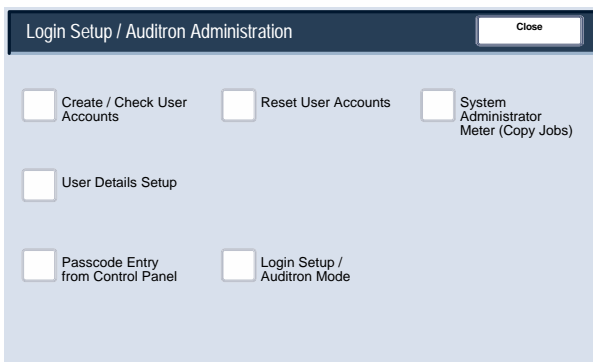 Login Setup / Auditron Administration
Close
Create / Check User
Accounts
Reset User Accounts
System
Administrator
Meter (Copy Jobs)
User Details Setup
Passcode Entry
from Control Panel
Login Setup /
Auditron Mode